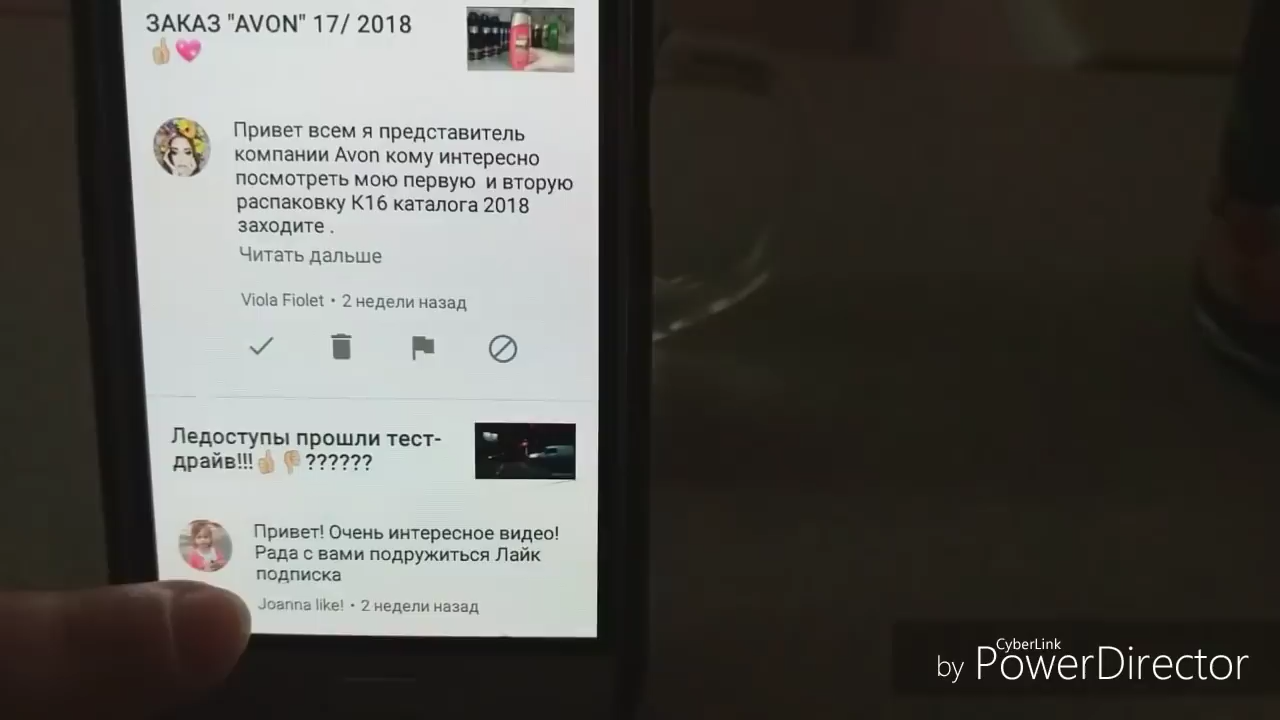 ЗАКАЗ "AVON" 17/ 2018
👍🏼💖
Привет всем я представитель
компании Avon кому интересно
посмотреть мою первую и вторую
распаковку К16 каталога 2018
заходите .
Читать дальше
Viola Fiolet • 2 недели назад
Ледоступы прошли тест-
драйв!!!👍🏼👎🏼??????
Привет! Очень интересное видео!
Рада с вами подружиться Лайк
подписка
Joanna like! • 2 недели назад
CyberLink
by PowerDirector